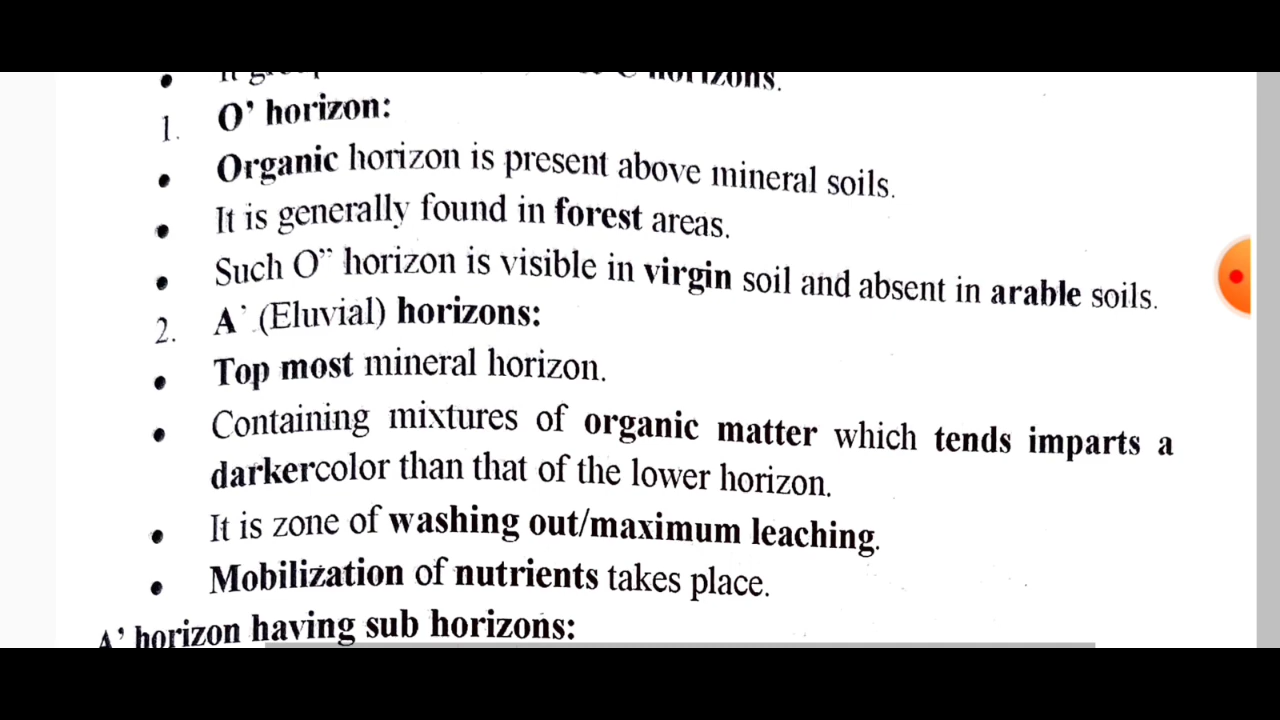 horizons.
1. O' horizon:
• Organic horizon is present above mineral soils.
• It is generally found in forest areas.
• Such O” horizon is visible in virgin soil and absent in arable soils.
2. A' (Eluvial) horizons:
• Top most mineral horizon.
• Containing mixtures of organic matter which tends imparts a
darkercolor than that of the lower horizon.
• It is zone of washing out/maximum leaching.
• Mobilization of nutrients takes place.
A’ horizon having sub horizons: